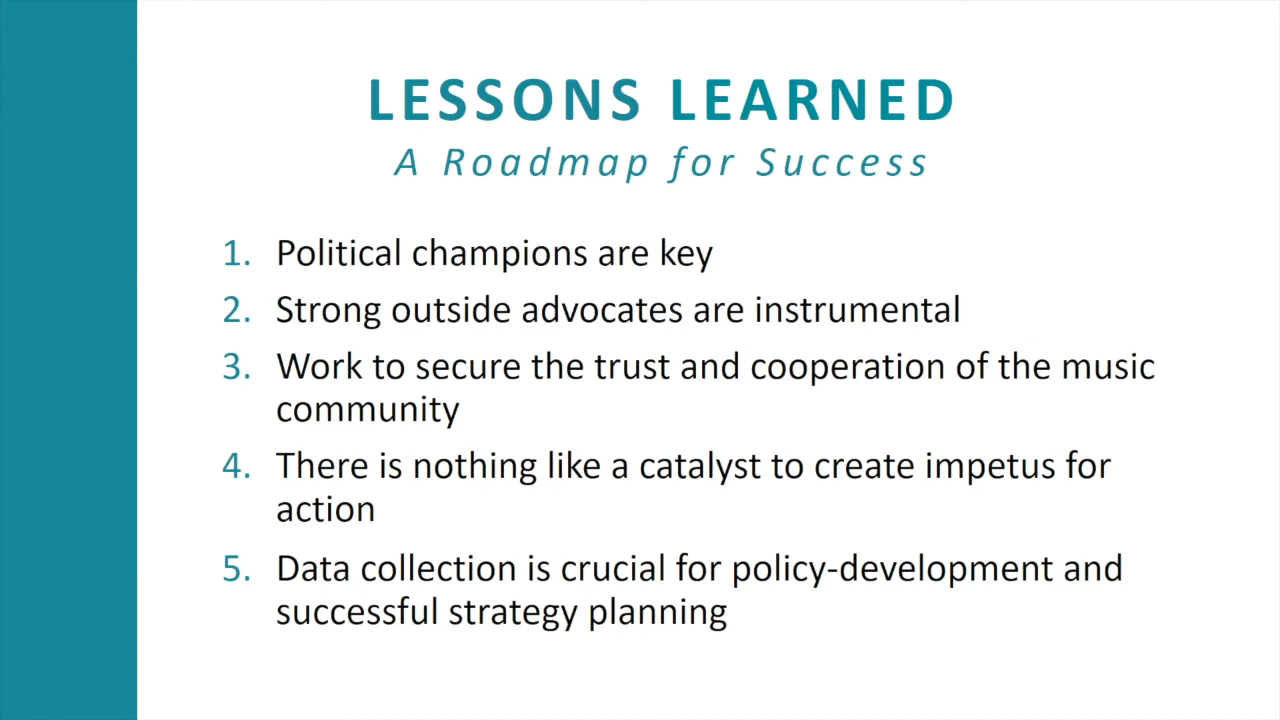 LESSONS LEARNED
A Roadmap for Success
1. Political champions are key
2. Strong outside advocates are instrumental
3. Work to secure the trust and cooperation of the music
community
4. There is nothing like a catalyst to create impetus for
action
5. Data collection is crucial for policy-development and
successful strategy planning